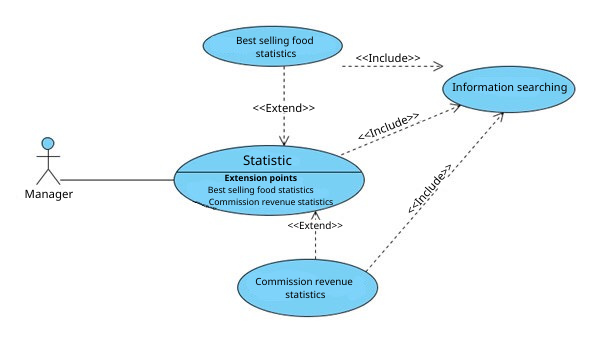 Best selling food
statistics
<<Include>>
Information searching
<<Extend>>
<<Include>>
Statistic
Extension points
Best selling food statistics
Commission revenue statistics
Manager
<<Include>>
<<Extend>>
Commission revenue
statistics